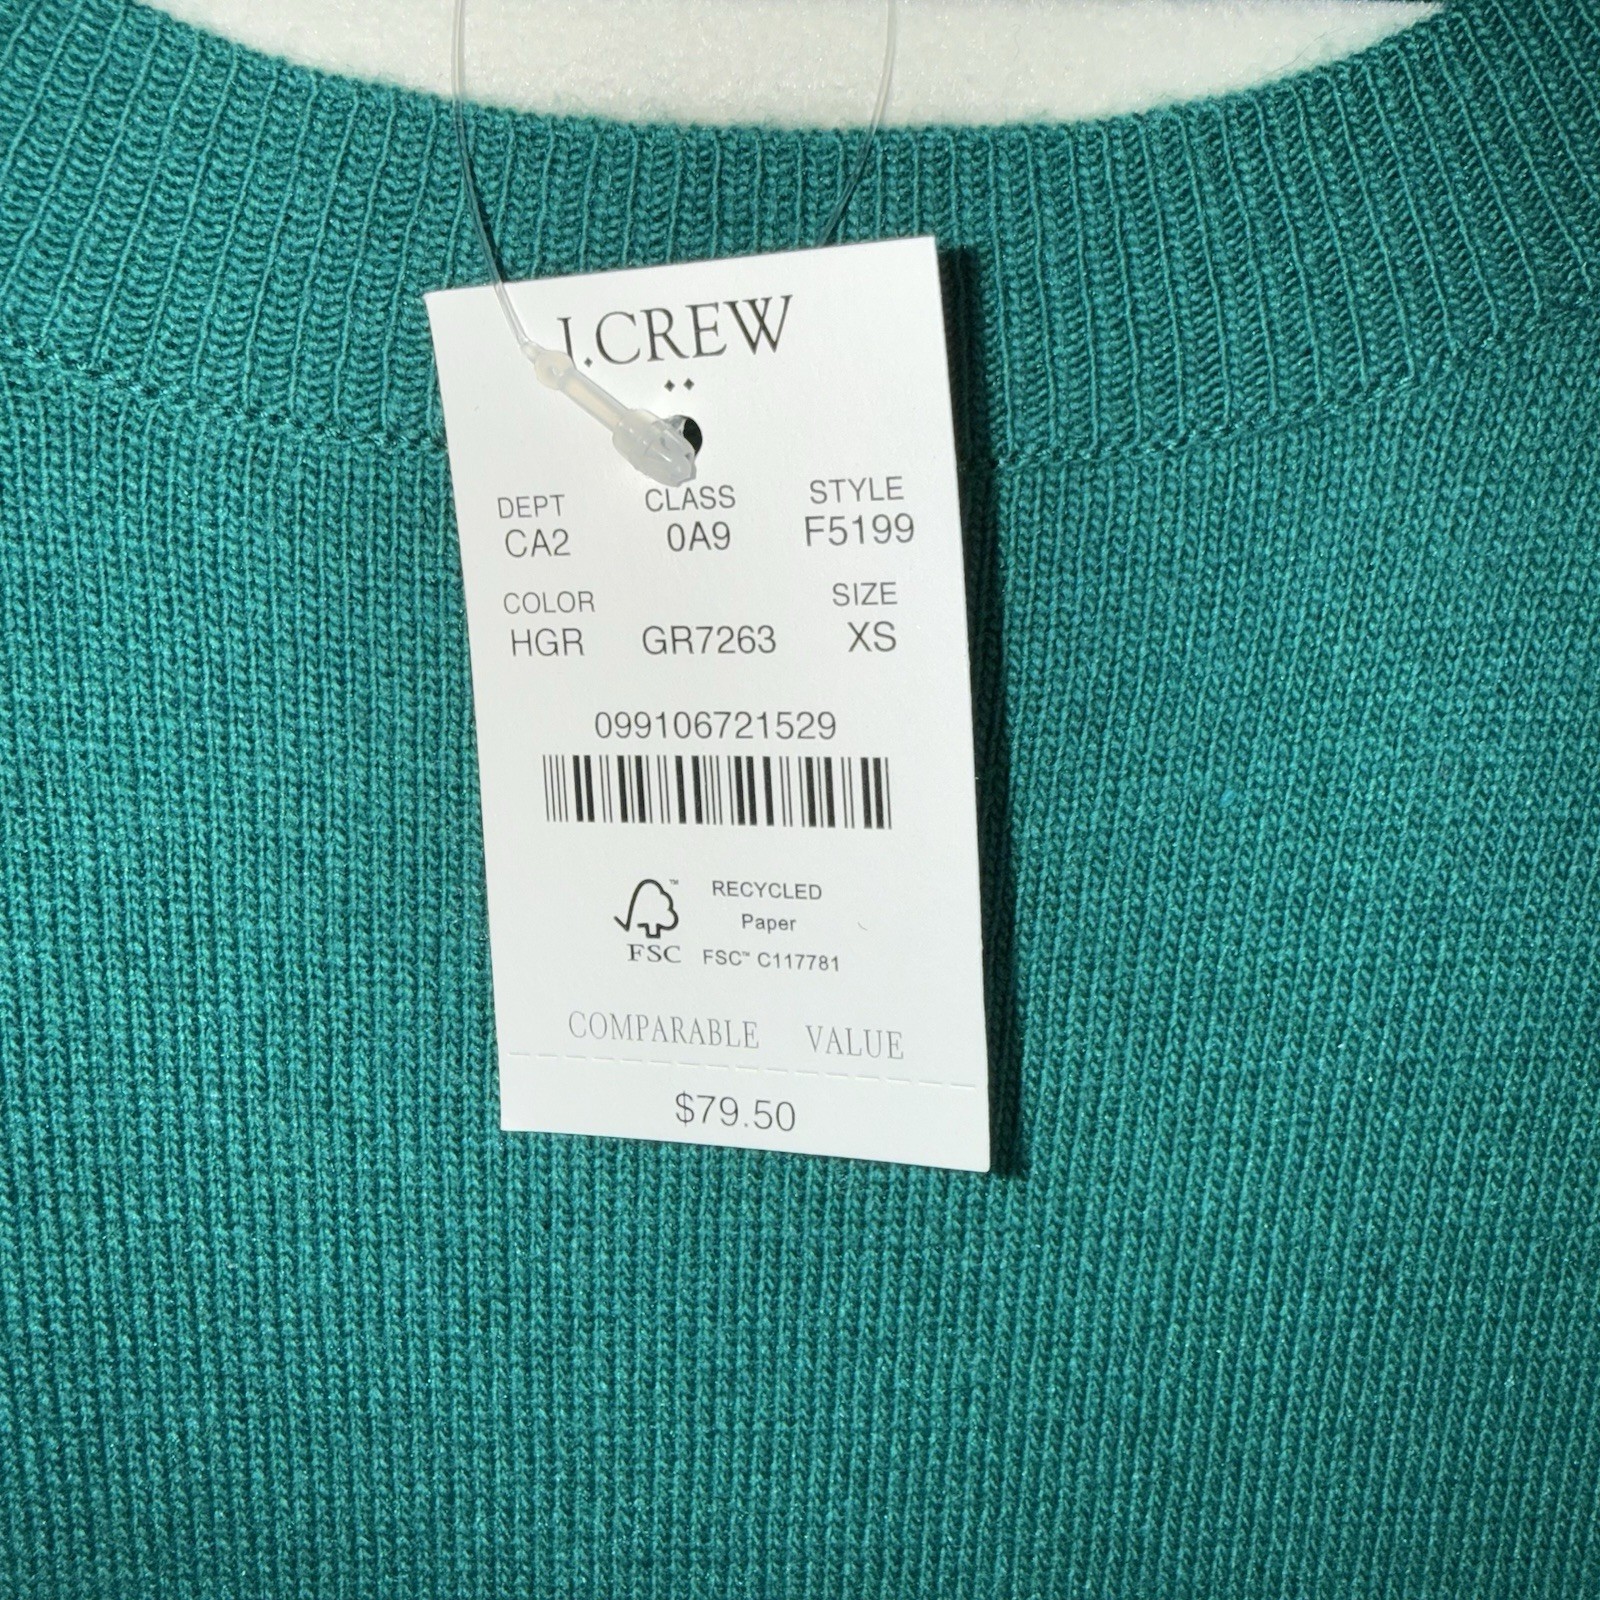 J.CREW
DEPT CLASS STYLE
CA2 0A9 F5199
COLOR SIZE
HGR GR7263 XS
099106721529
RECYCLED
Paper
FSC FSC™ C117781
COMPARABLE VALUE
$79.50